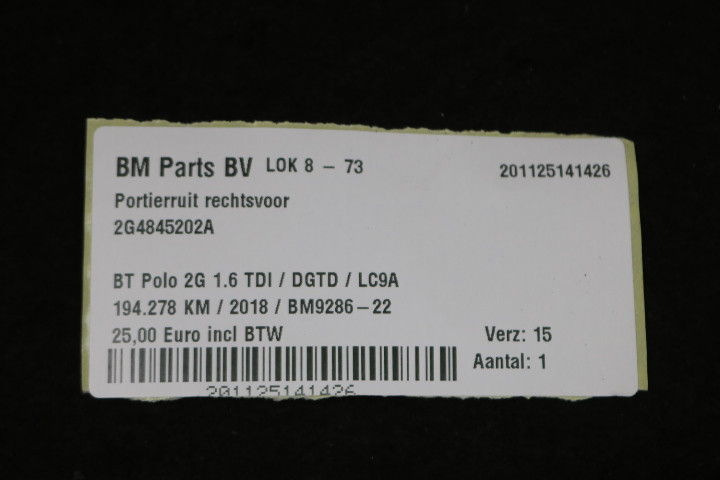 BM Parts BV LOK 8 - 73 201125141426
Portierruit rechtsvoor
2G4845202A
BT Polo 2G 1.6 TDI / DGTD / LC9A
194.278 KM / 2018 / BM9286-22
25,00 Euro incl BTW Verz: 15
Aantal: 1
201125141426